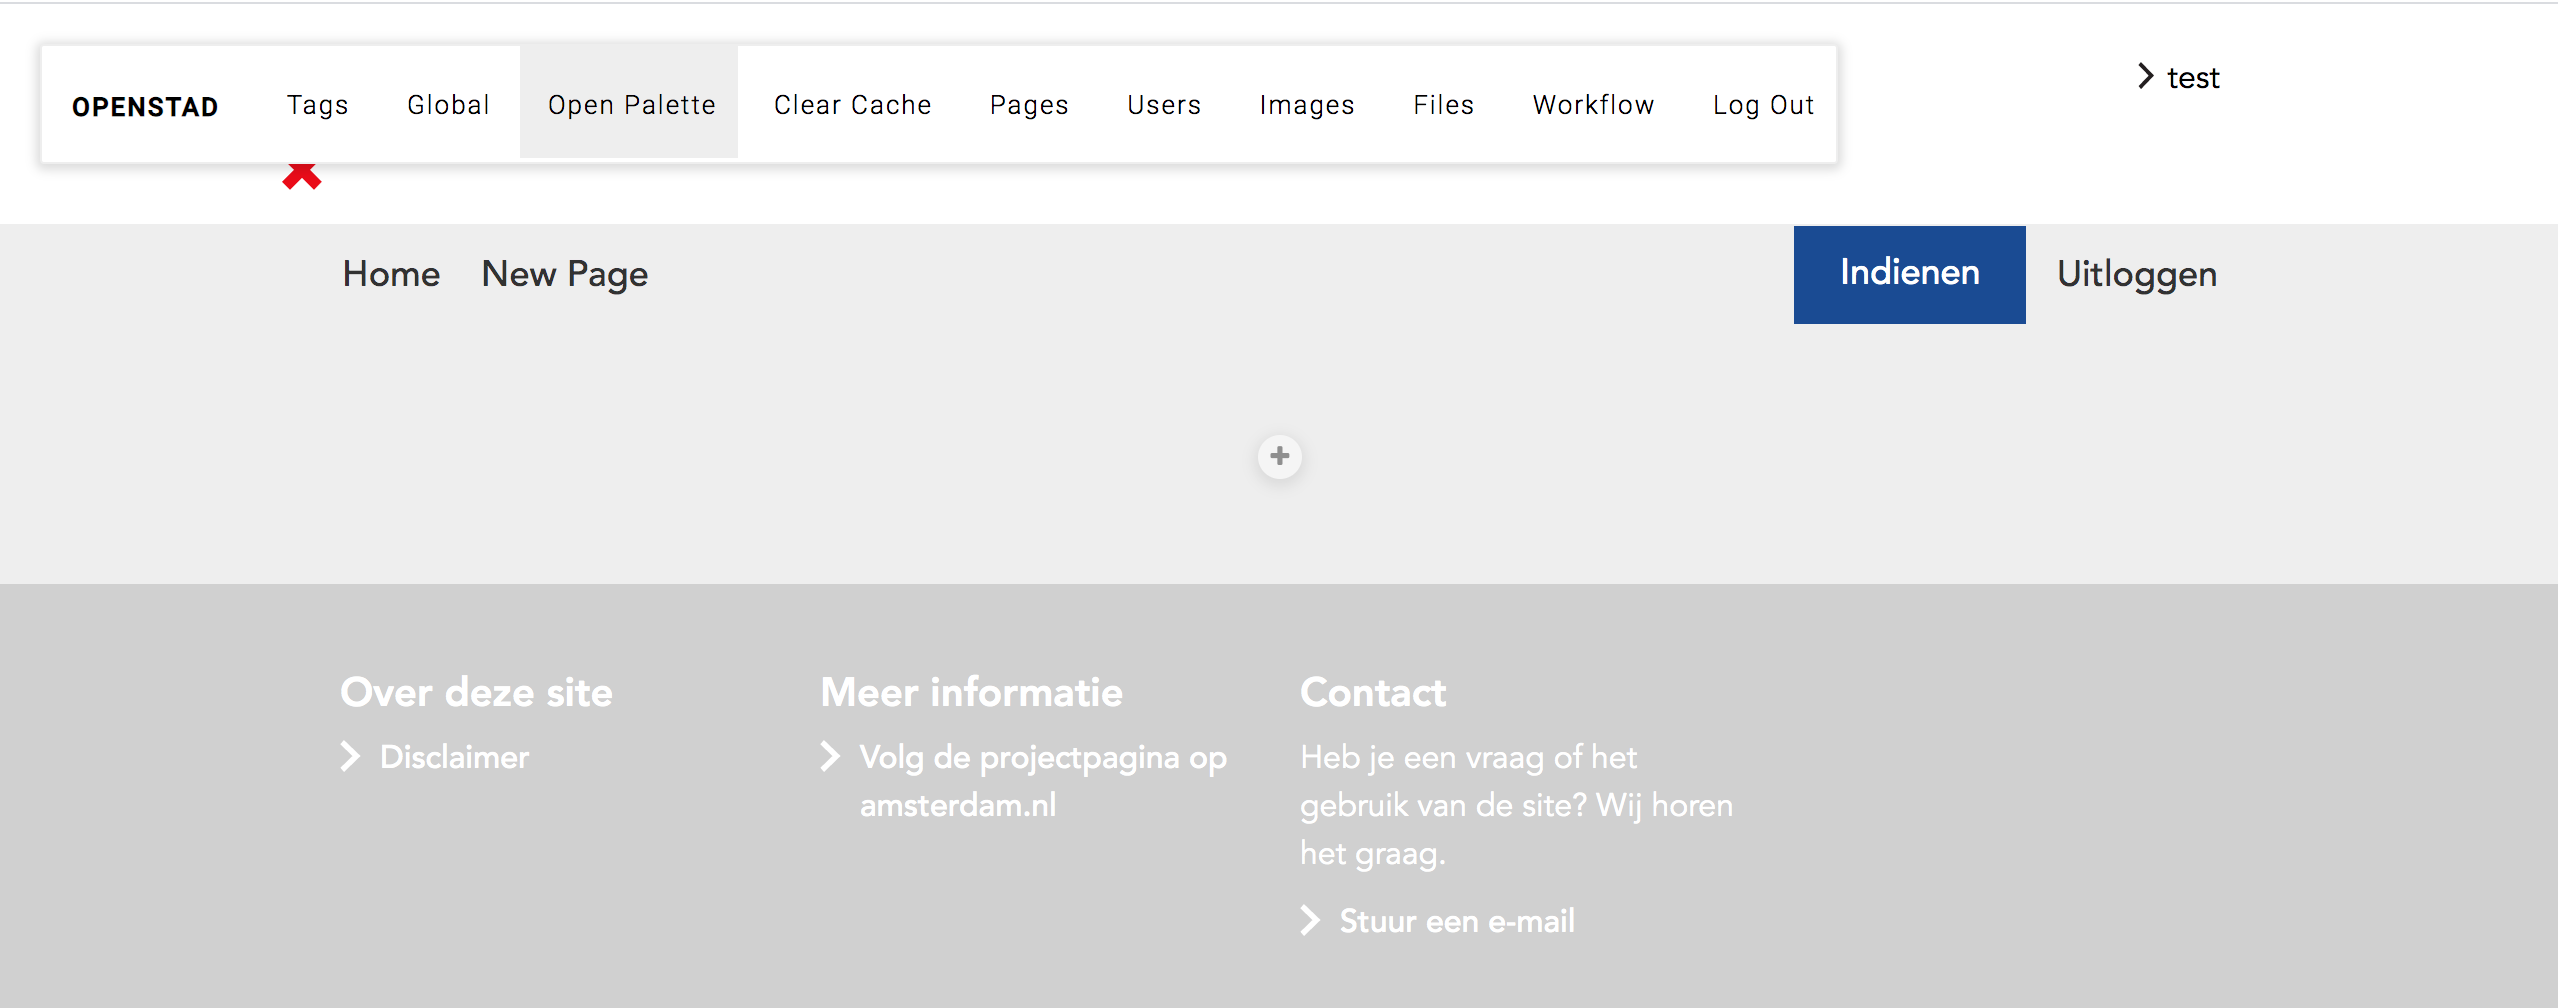 OPENSTAD Tags Global Open Palette Clear Cache Pages Users Images Files Workflow Log Out
test
Home New Page Indienen Uitloggen
Over deze site
Disclaimer
Meer informatie
Volg de projectpagina op
amsterdam.nl
Contact
Heb je een vraag of het
gebruik van de site? Wij horen
het graag.
Stuur een e-mail